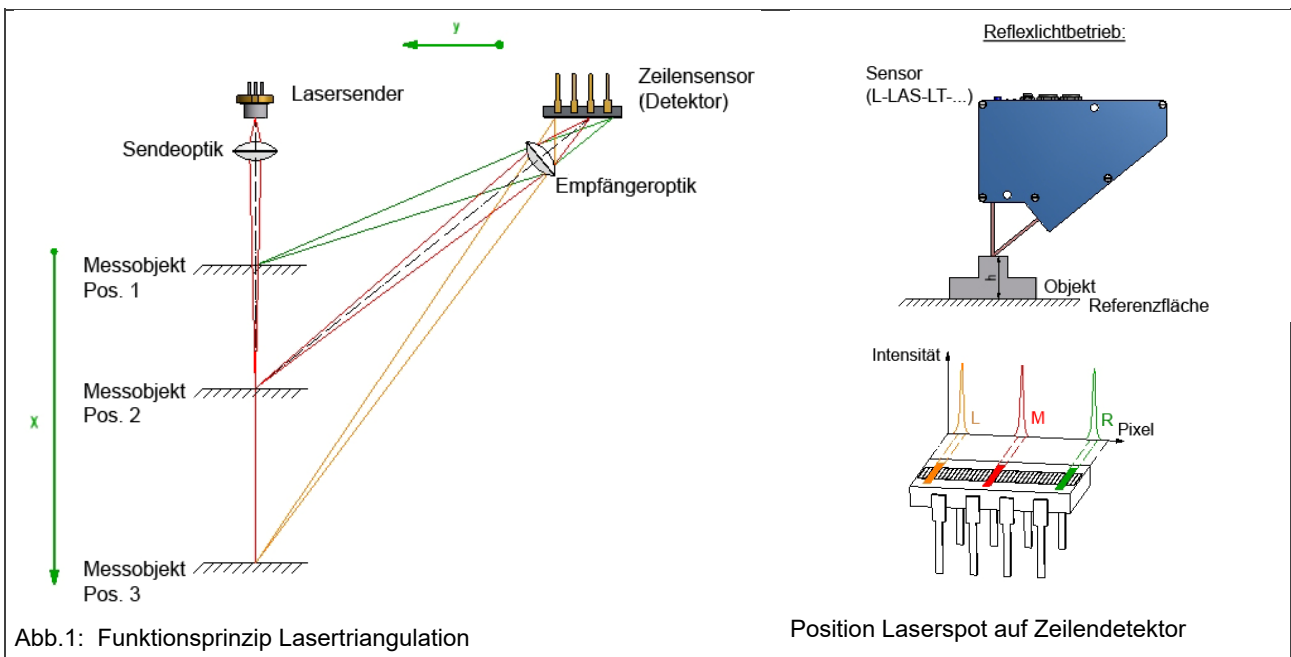 y
Lasersender
Zeilensensor
(Detektor)
Sendeoptik
Empfängeroptik
Messobjekt
Pos. 1
Messobjekt
Pos. 2
x
Messobjekt
Pos. 3
Abb.1: Funktionsprinzip Lasertriangulation
Reflexlichtbetrieb:
Sensor
(L-LAS-LT-...)
h
Objekt
Referenzfläche
Intensität
L
M
R
Pixel
Position Laserspot auf Zeilendetektor